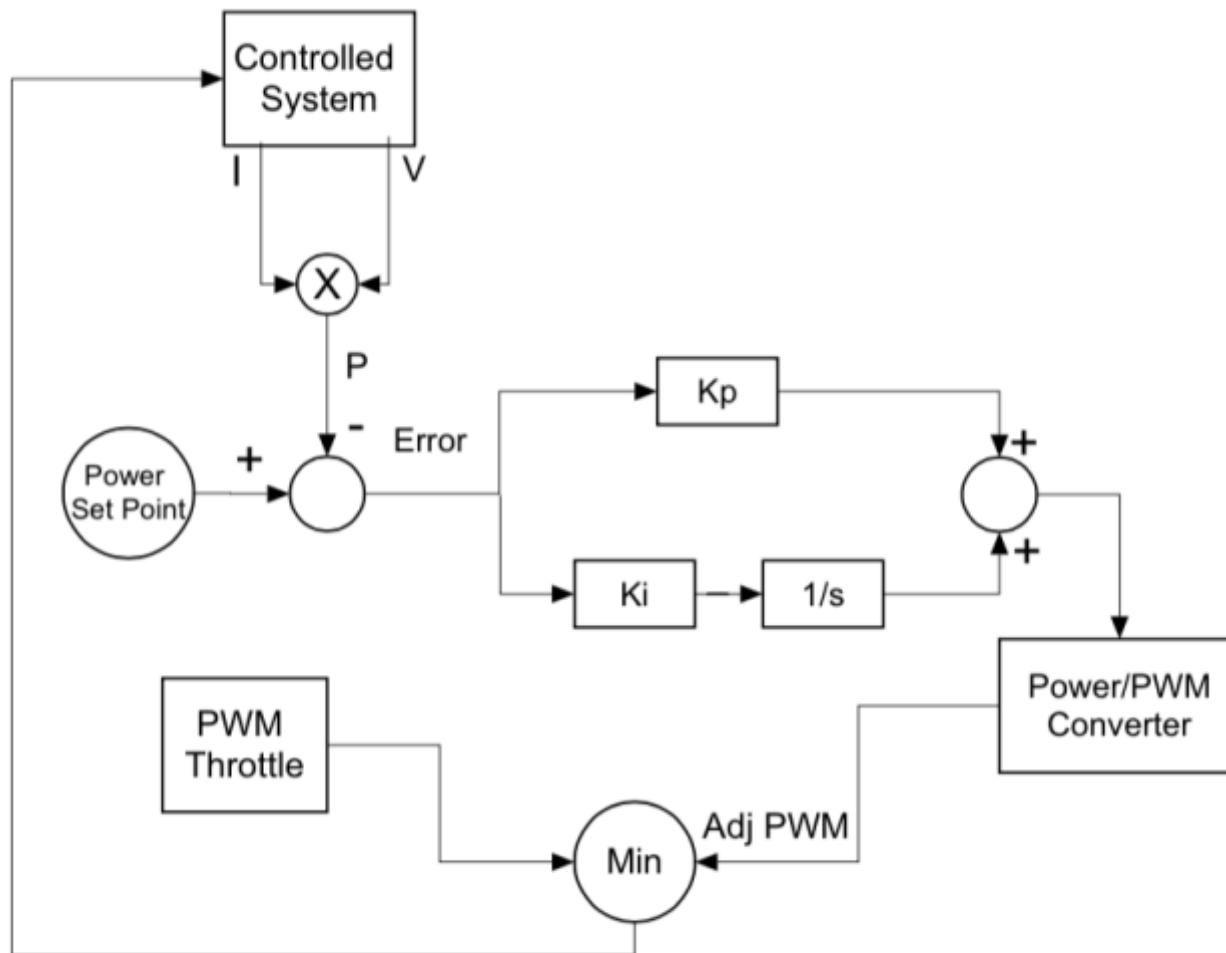 Controlled
System
I
V
X
P
-
Error
+
Power
Set Point
Kp
+
+
Ki
1/s
Power/PWM
Converter
PWM
Throttle
Adj PWM
Min